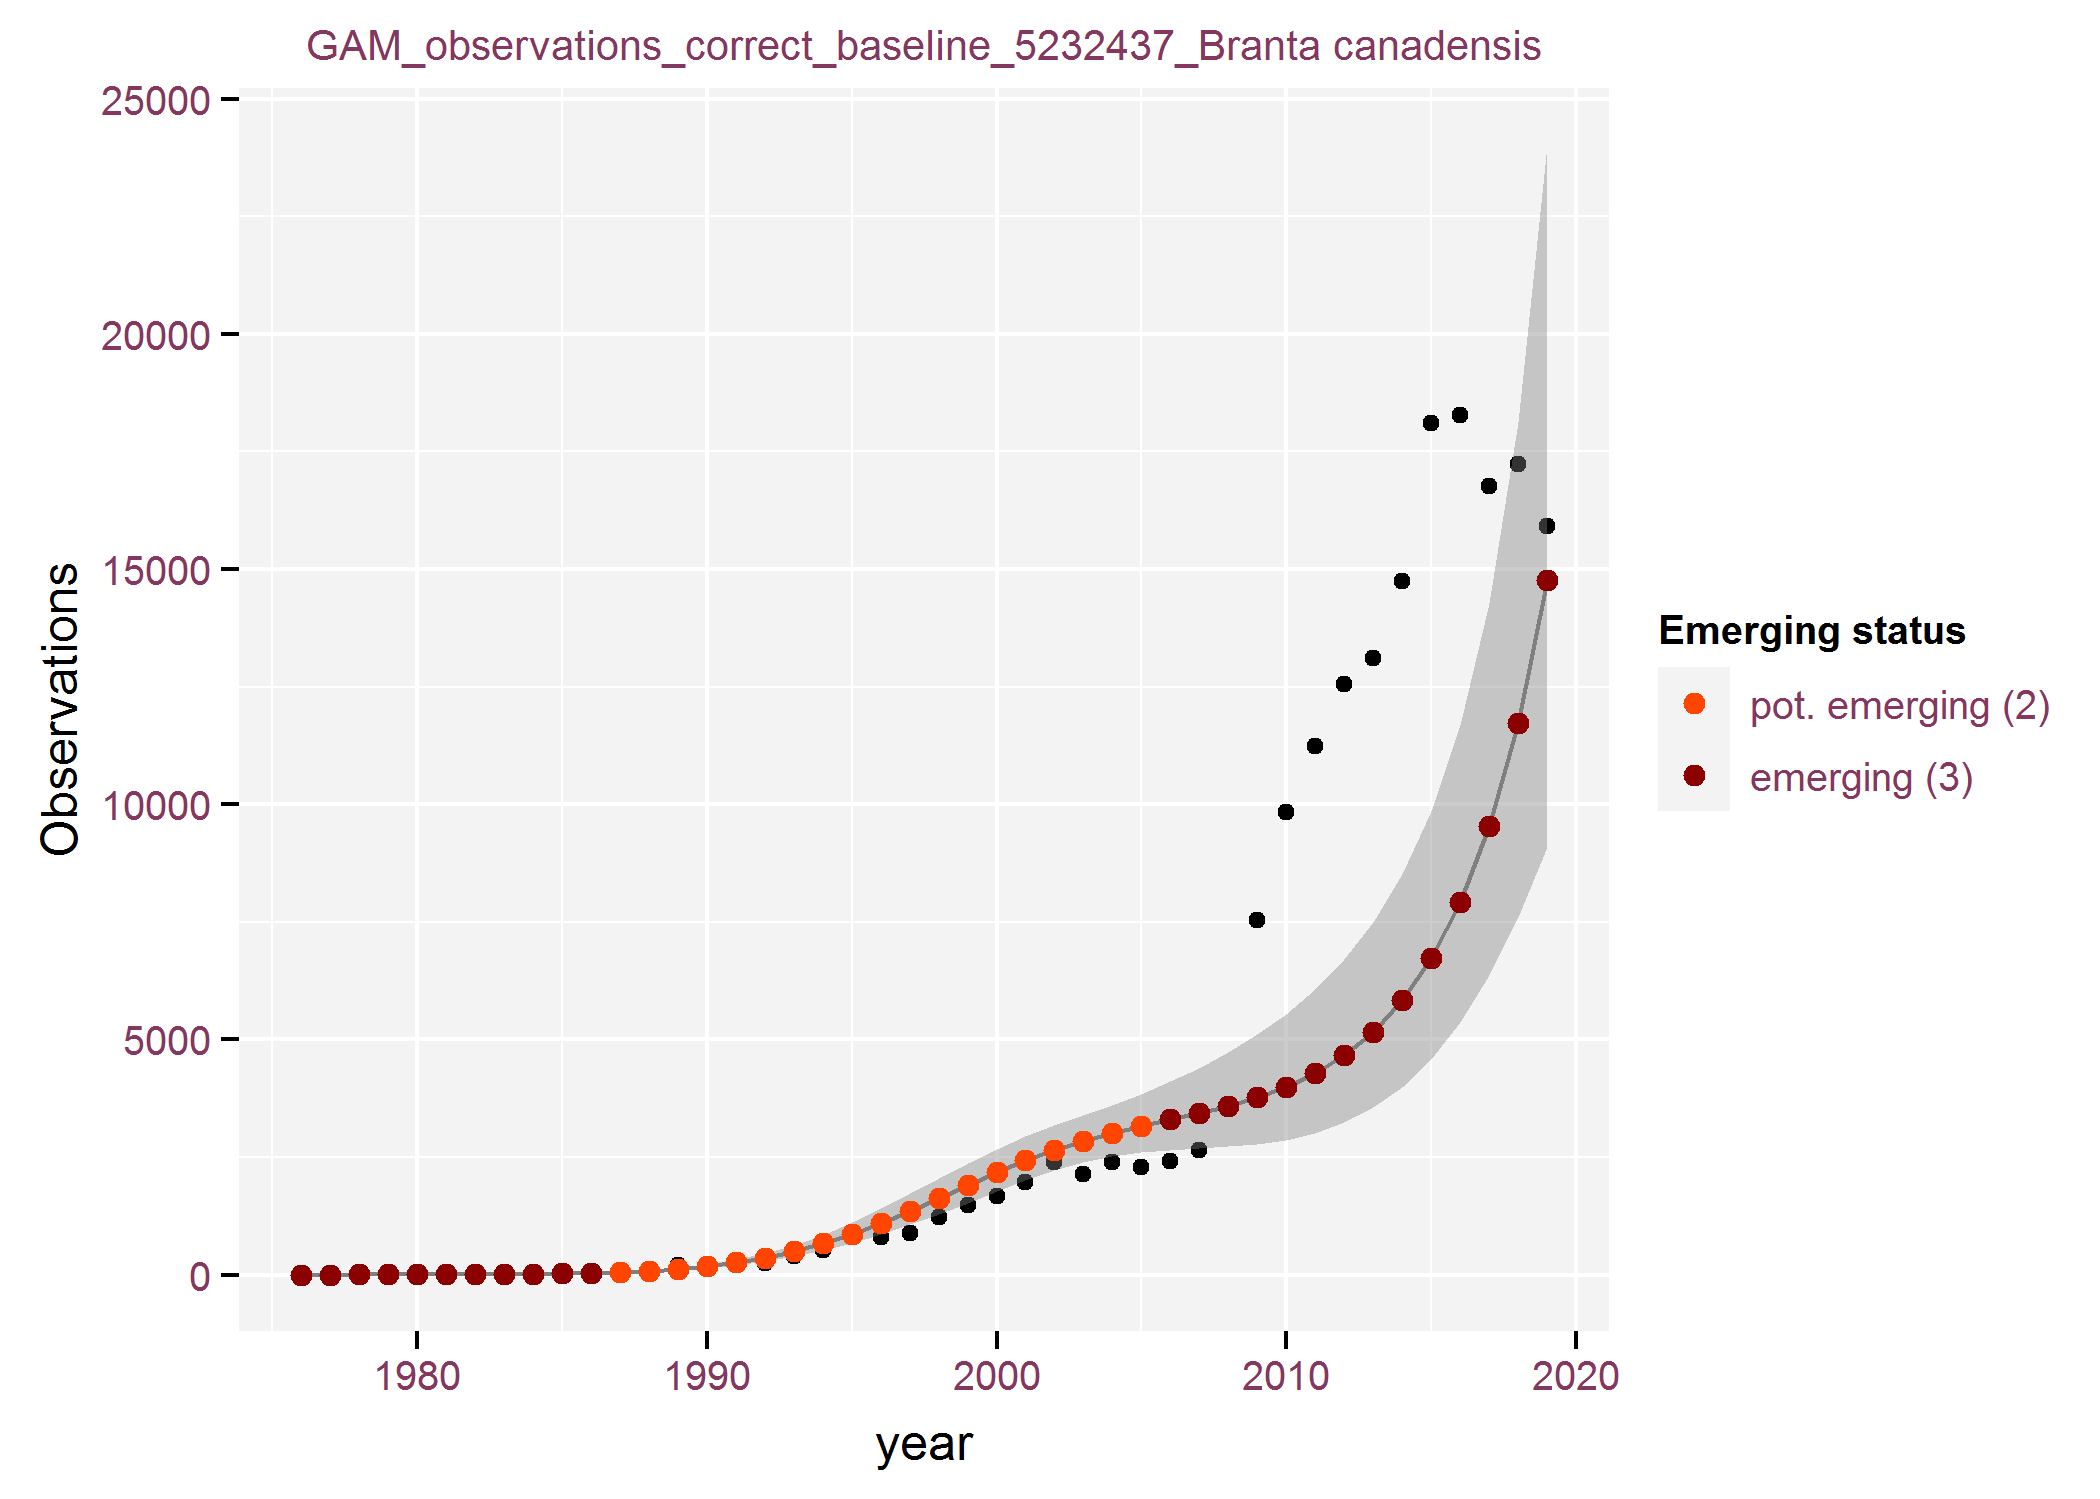 GAM_observations_correct_baseline_5232437_Branta canadensis
25000
20000
15000
10000
5000
0
Observations
1980 1990 2000 2010 2020
year
Emerging status
pot. emerging (2)
emerging (3)